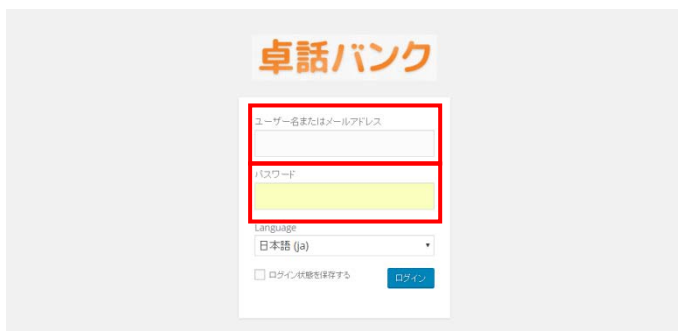 卓話バンク
ユーザー名またはメールアドレス
パスワード
Language
日本語 (ja)
ログイン状態を保存する
ログイン